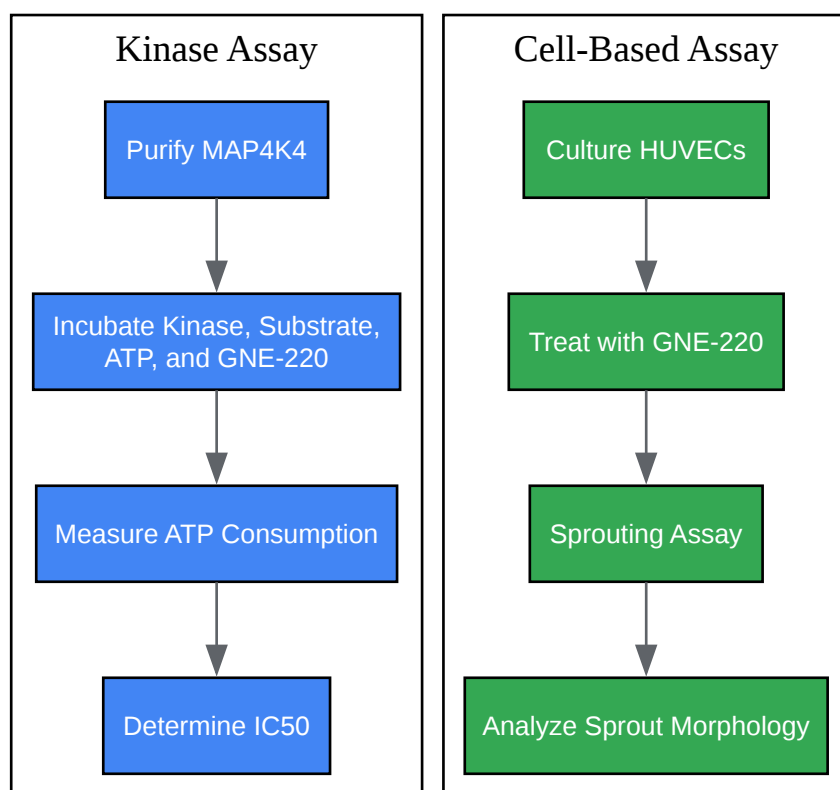 Kinase Assay
Purify MAP4K4
Incubate Kinase, Substrate,
ATP, and GNE-220
Measure ATP Consumption
Determine IC50
Cell-Based Assay
Culture HUVECs
Treat with GNE-220
Sprouting Assay
Analyze Sprout Morphology